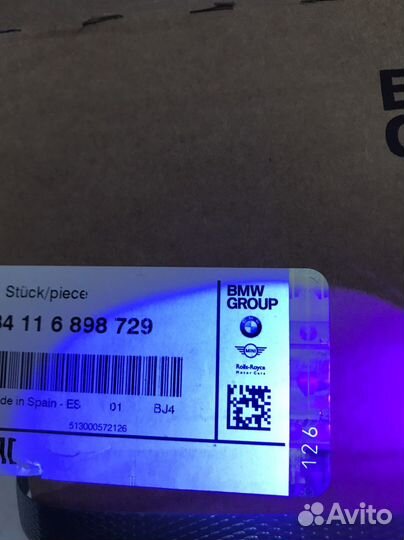 Stück/piece
34 11 6 898 729
de in Spain - ES 01 BJ4
513000572126
BMW
GROUP
MINI
Rolls-Royce
Motor Cars
126
Avito